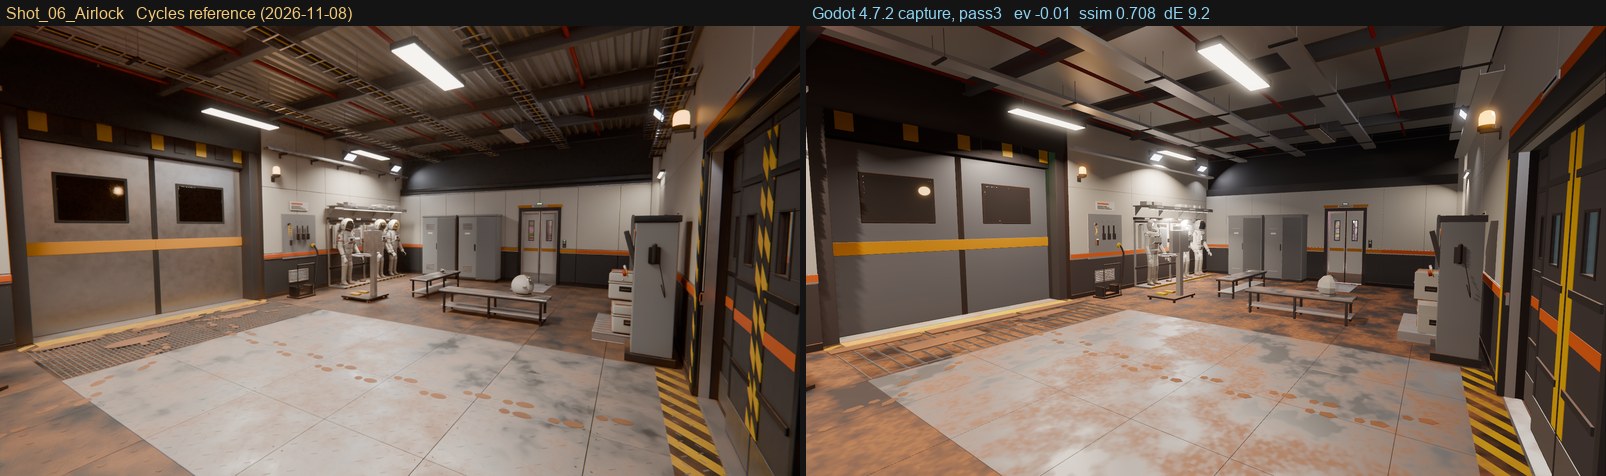 Shot_06_Airlock   Cycles reference (2026-11-08)
Godot 4.7.2 capture, pass3   ev -0.01  ssim 0.708  dE 9.2